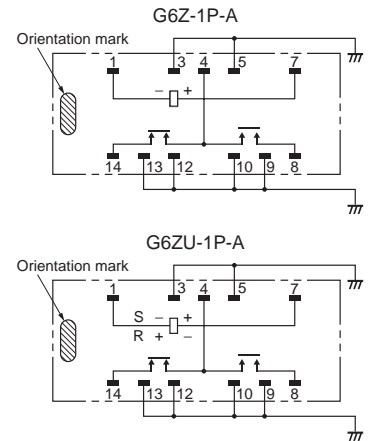 G6Z-1P-A
Orientation mark
1 3 4 5 7
− +
14 13 12 10 9 8
G6ZU-1P-A
Orientation mark
1 3 4 5 7
S − +
R + −
14 13 12 10 9 8